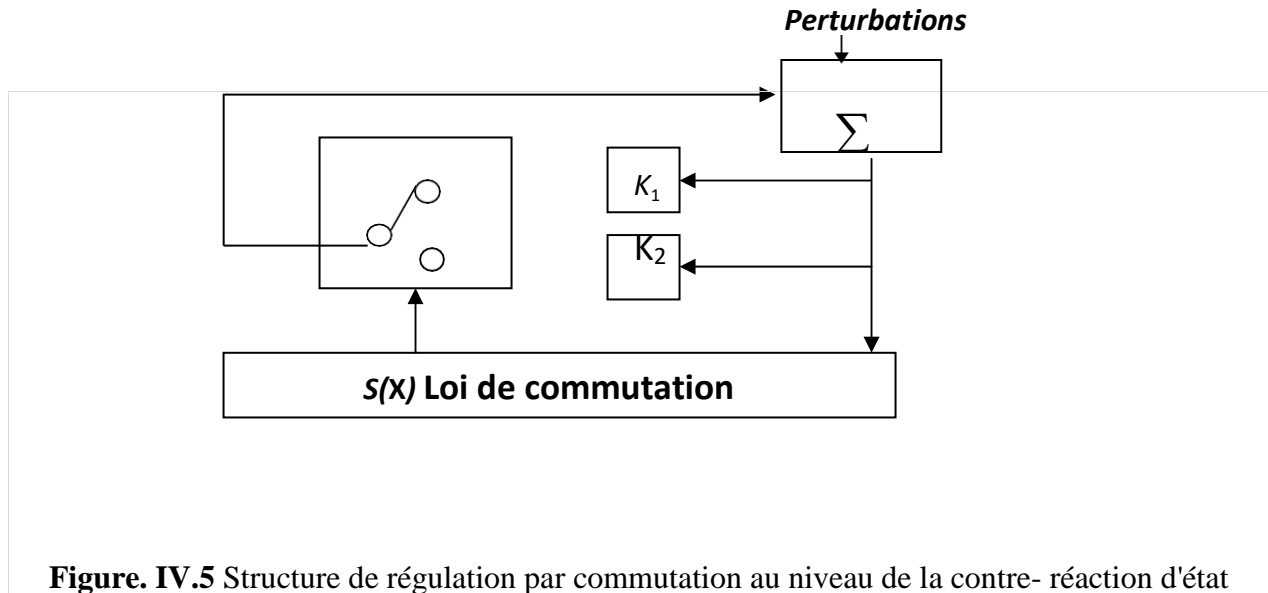 Perturbations
∑
K₁
K₂
S(X) Loi de commutation
Figure. IV.5 Structure de régulation par commutation au niveau de la contre- réaction d'état